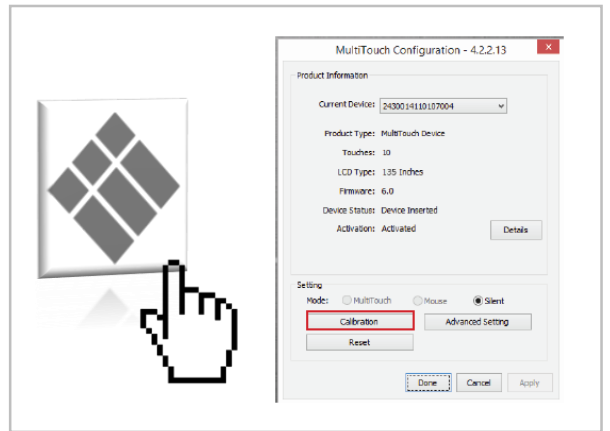 MultiTouch Configuration - 4.2.2.13
Product Information
Current Device: 2430014110107004
Product Type: MultiTouch Device
Touches: 10
LCD Type: 135 Inches
Firmware: 6.0
Device Status: Device Inserted
Activation: Activated
Details
Setting
Mode: MultiTouch Mouse Silent
Calibration Advanced Setting
Reset
Done Cancel Apply